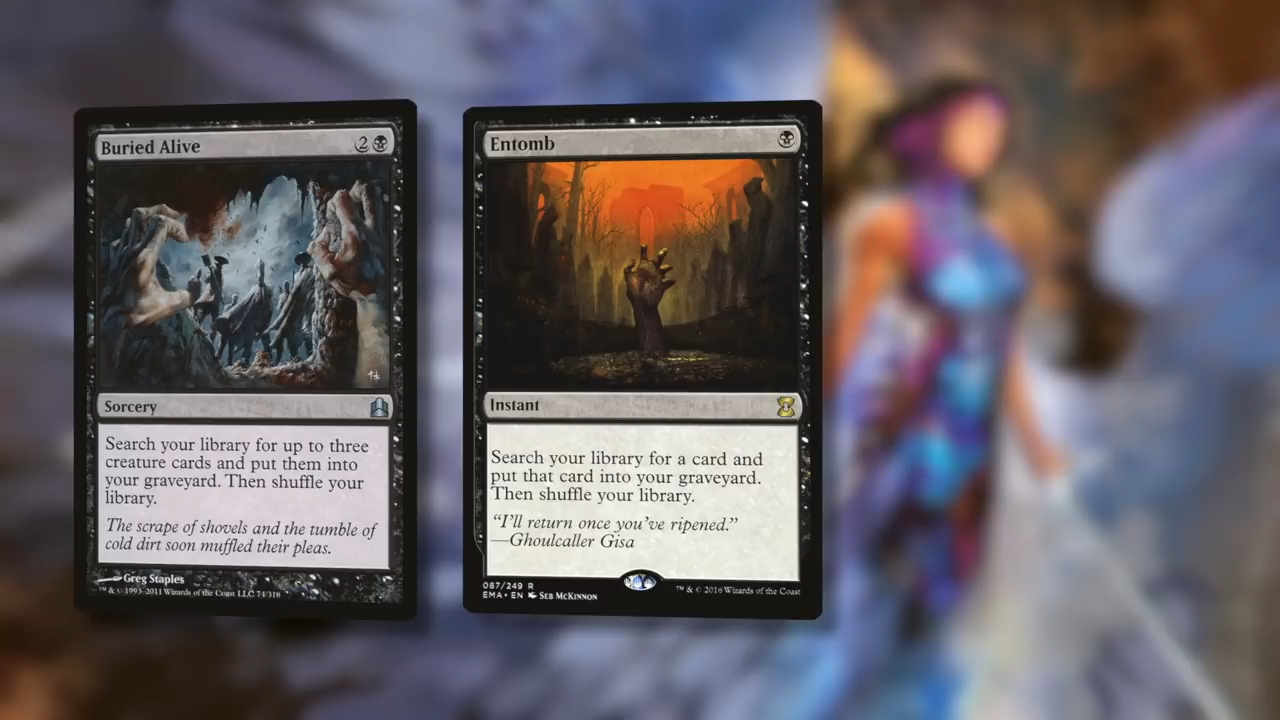 Buried Alive
2
Sorcery
Search your library for up to three
creature cards and put them into
your graveyard. Then shuffle your
library.
The scrape of shovels and the tumble of
cold dirt soon muffled their pleas.
Greg Staples
™ & © 1993–2011 Wizards of the Coast LLC 74/318
Entomb
Instant
Search your library for a card and
put that card into your graveyard.
Then shuffle your library.
“I’ll return once you’ve ripened.”
—Ghoulcaller Gisa
087/249 R
EMA • EN Seb McKinnon
™ & © 2016 Wizards of the Coast